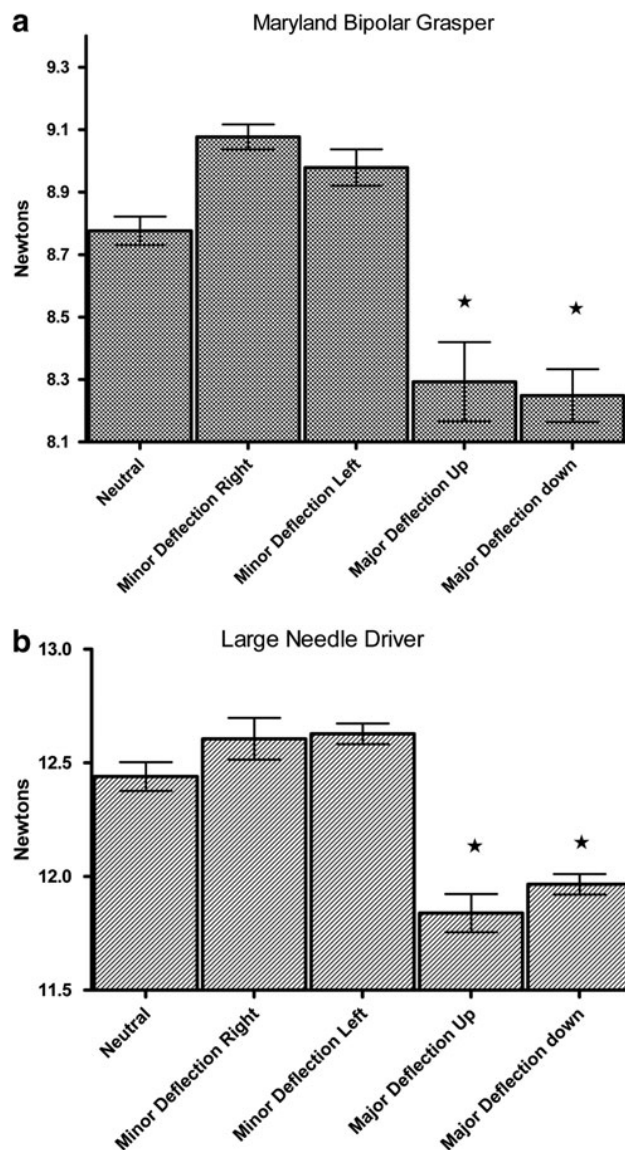 a
Maryland Bipolar Grasper
Newtons
9.3
9.1
8.9
8.7
8.5
8.3
8.1
Neutral
Minor Deflection Right
Minor Deflection Left
Major Deflection Up
Major Deflection down
★
★
b
Large Needle Driver
Newtons
13.0
12.5
12.0
11.5
Neutral
Minor Deflection Right
Minor Deflection Left
Major Deflection Up
Major Deflection down
★
★